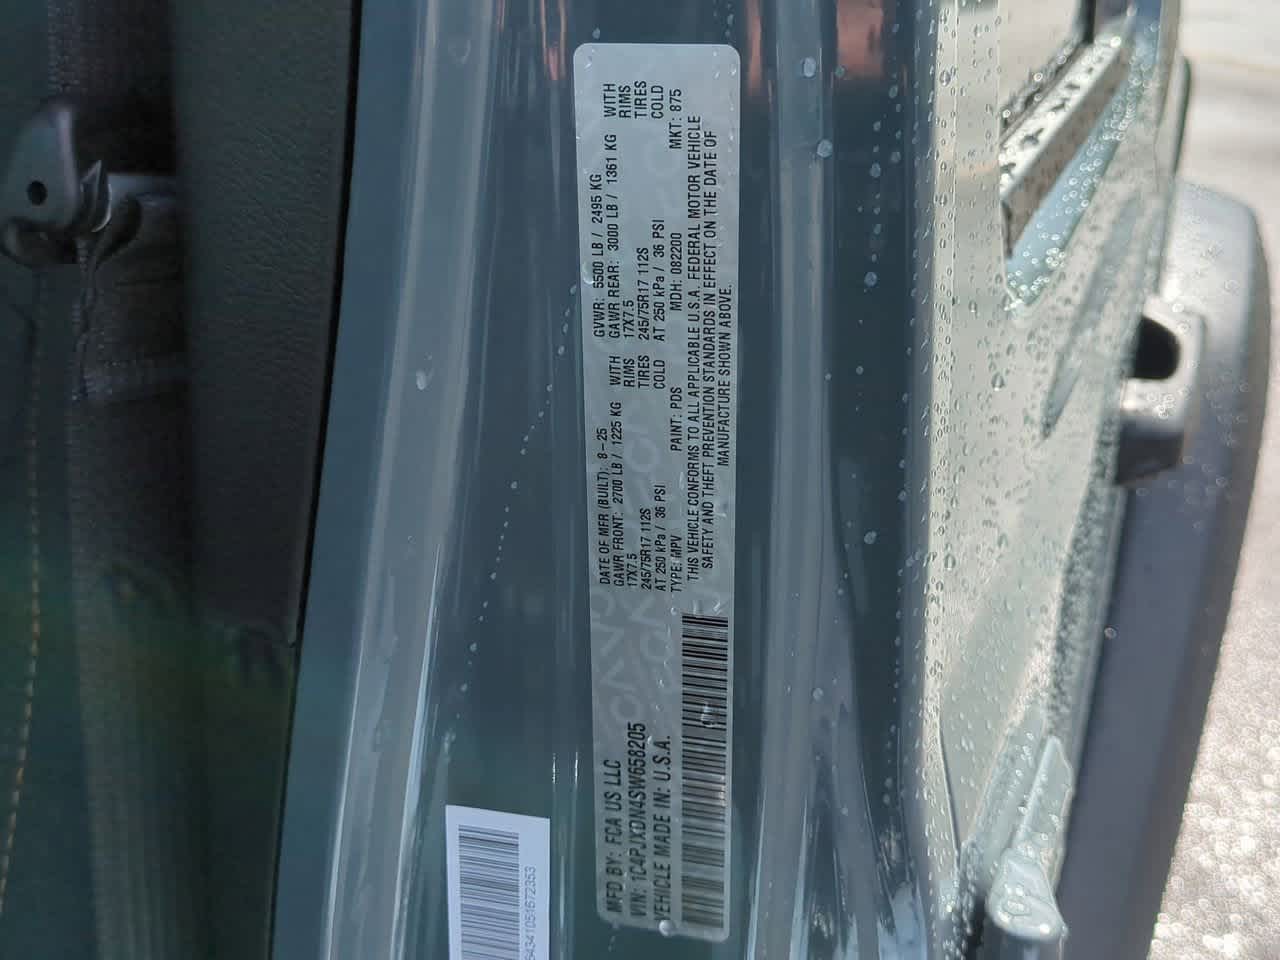 MFD BY: FCA US LLC
VIN: 1C4PJXDN4SW658205
VEHICLE MADE IN: U.S.A.
DATE OF MFR (BUILT): 8-25 GVWR: 5500 LB / 2495 KG
GAWR FRONT: 2700 LB / 1225 KG WITH GAWR REAR: 3000 LB / 1361 KG WITH
17X7.5 RIMS 17X7.5 RIMS
245/75R17 112S TIRES 245/75R17 112S TIRES
AT 250 kPa / 36 PSI COLD AT 250 kPa / 36 PSI COLD
TYPE: MPV PAINT: PDS MDH: 082200 MKT: 875
THIS VEHICLE CONFORMS TO ALL APPLICABLE U.S.A. FEDERAL MOTOR VEHICLE
SAFETY AND THEFT PREVENTION STANDARDS IN EFFECT ON THE DATE OF
MANUFACTURE SHOWN ABOVE.